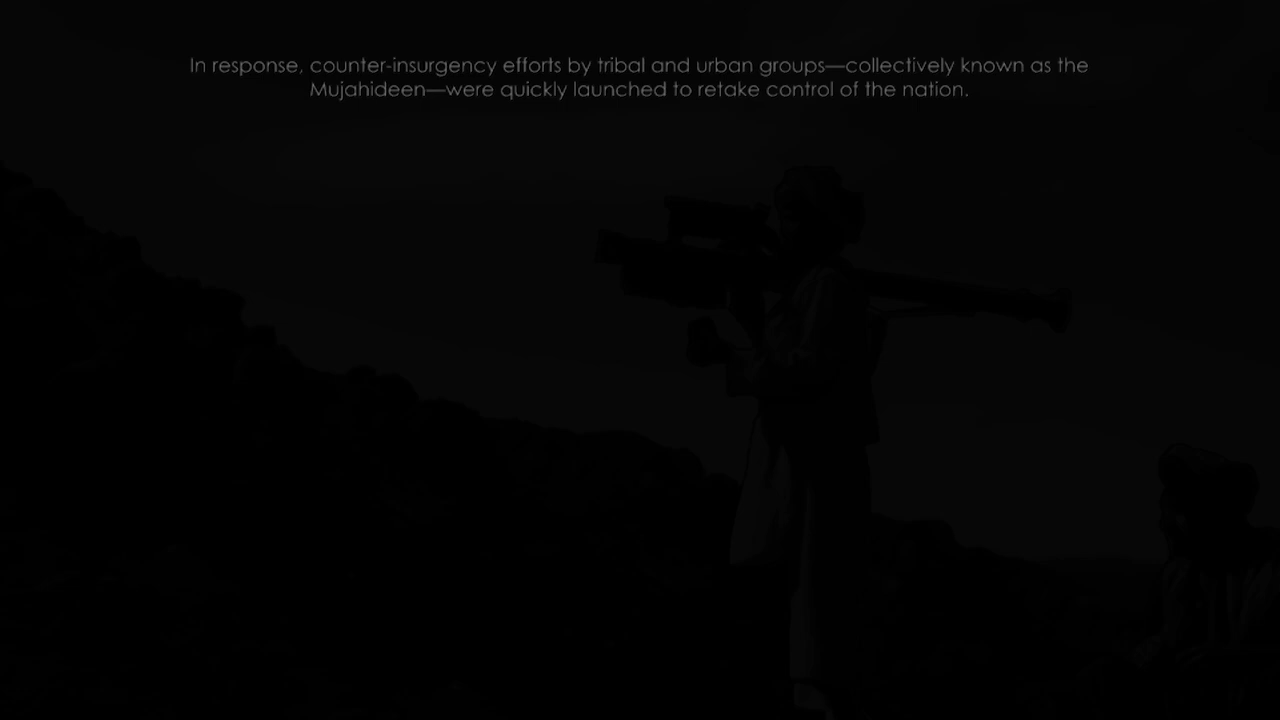 In response, counter-insurgency efforts by tribal and urban groups—collectively known as the
Mujahideen—were quickly launched to retake control of the nation.